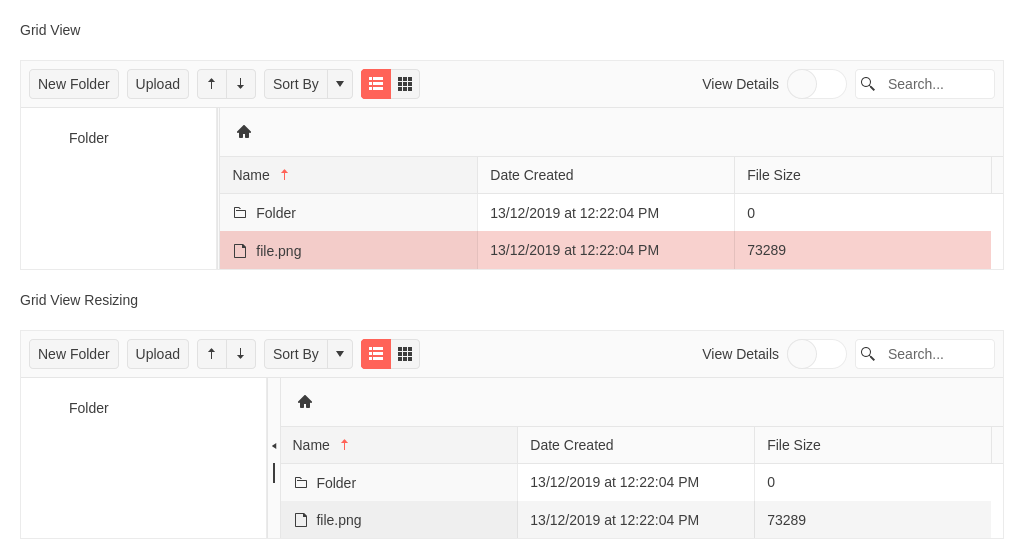 Grid View
New Folder Upload Sort By View Details Search...
Folder
Name Date Created File Size
Folder 13/12/2019 at 12:22:04 PM 0
file.png 13/12/2019 at 12:22:04 PM 73289
Grid View Resizing
New Folder Upload Sort By View Details Search...
Folder
Name Date Created File Size
Folder 13/12/2019 at 12:22:04 PM 0
file.png 13/12/2019 at 12:22:04 PM 73289